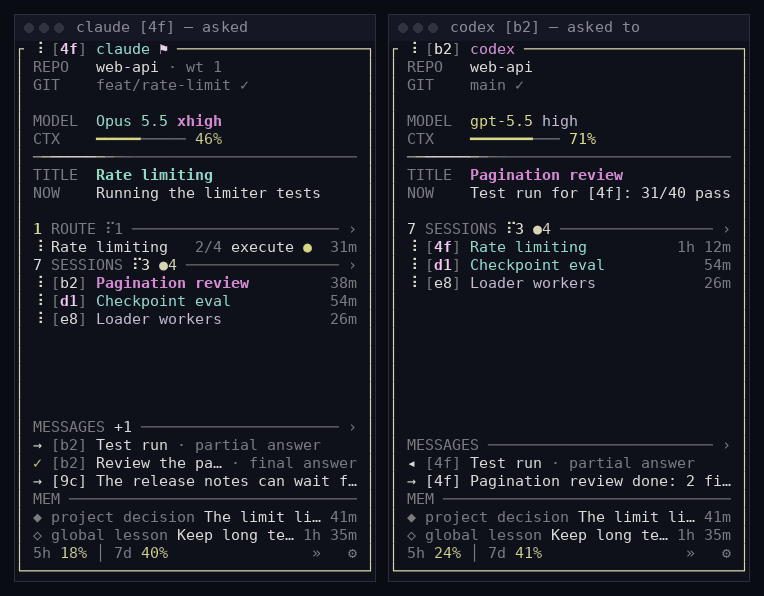 claude [4f] — asked
⠸ [4f] claude ⚑
REPO web-api · wt 1
GIT feat/rate-limit ✓
MODEL Opus 5.5 xhigh
CTX 46%
TITLE Rate limiting
NOW Running the limiter tests
1 ROUTE ⠏1 ›
⠸ Rate limiting 2/4 execute ● 31m
7 SESSIONS ⠏3 ●4 ›
⠸ [b2] Pagination review 38m
⠸ [d1] Checkpoint eval 54m
⠸ [e8] Loader workers 26m
MESSAGES +1 ›
→ [b2] Test run · partial answer
✓ [b2] Review the pa… · final answer
→ [9c] The release notes can wait f…
MEM
◆ project decision The limit li… 41m
◇ global lesson Keep long te… 1h 35m
5h 18% │ 7d 40% » ⚙
codex [b2] — asked to
⠸ [b2] codex
REPO web-api
GIT main ✓
MODEL gpt-5.5 high
CTX 71%
TITLE Pagination review
NOW Test run for [4f]: 31/40 pass
7 SESSIONS ⠏3 ●4 ›
⠸ [4f] Rate limiting 1h 12m
⠸ [d1] Checkpoint eval 54m
⠸ [e8] Loader workers 26m
MESSAGES ›
◂ [4f] Test run · partial answer
→ [4f] Pagination review done: 2 fi…
MEM
◆ project decision The limit li… 41m
◇ global lesson Keep long te… 1h 35m
5h 24% │ 7d 41% » ⚙